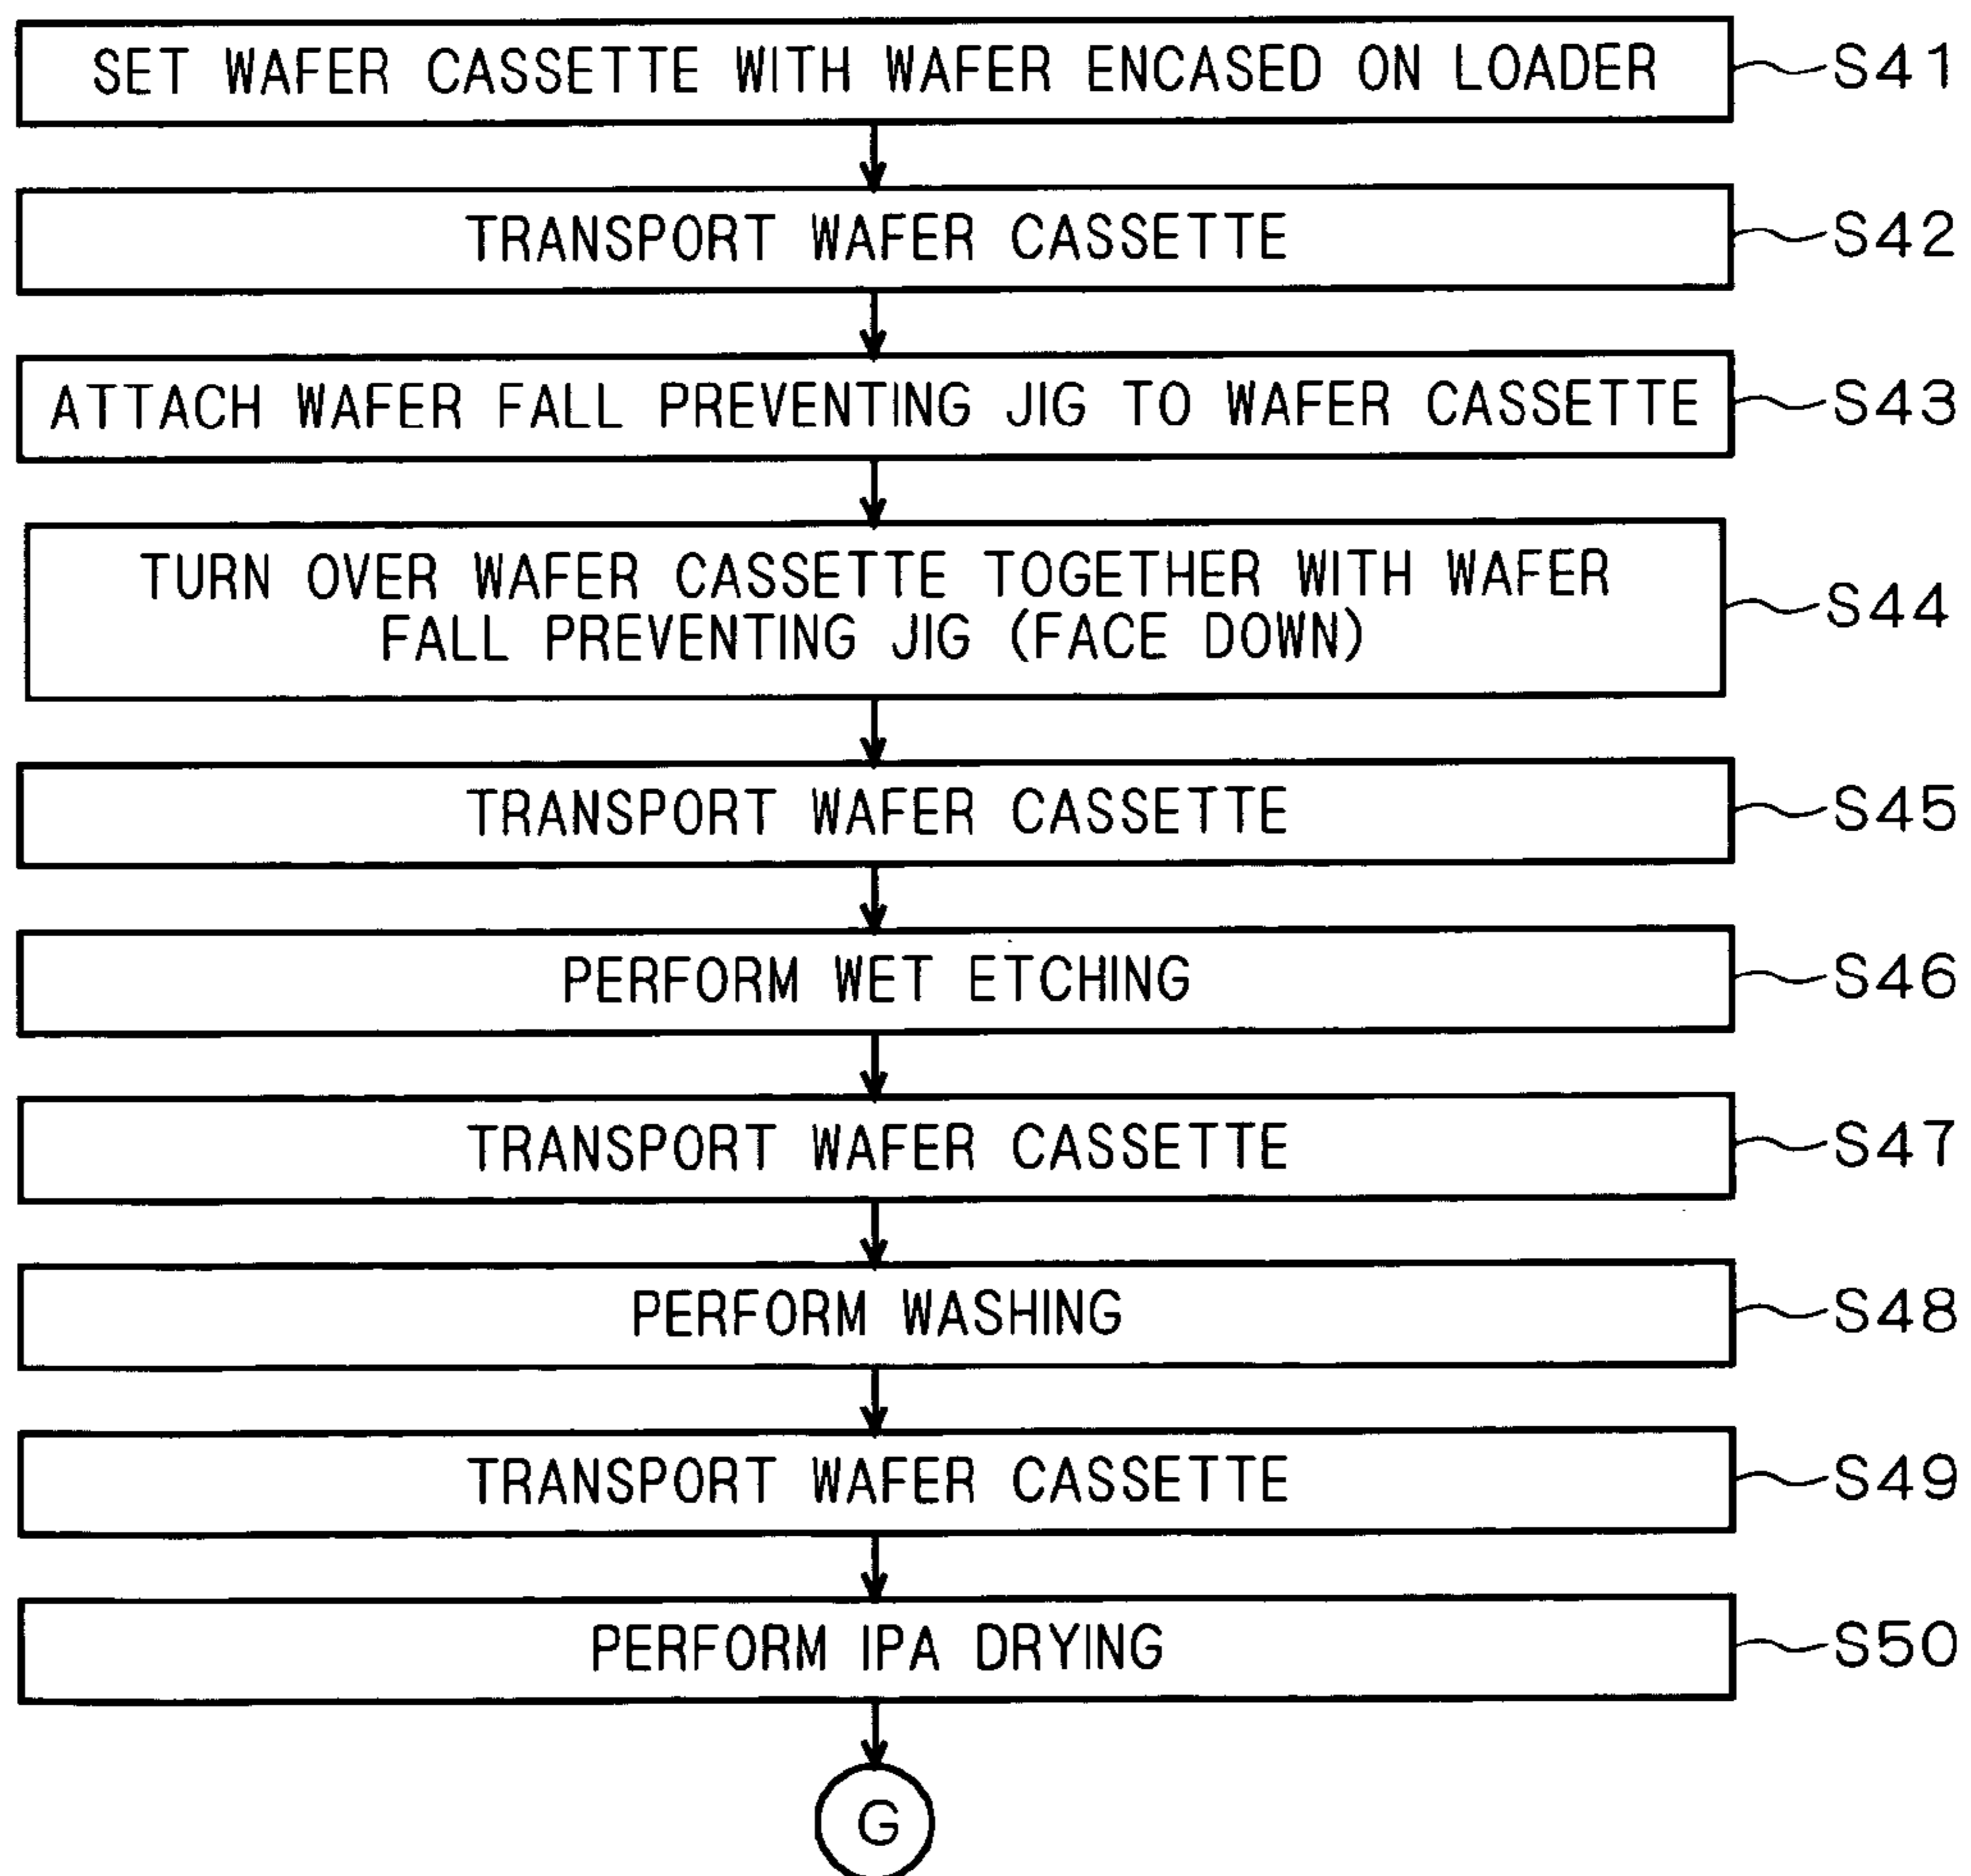 SET WAFER CASSETTE WITH WAFER ENCASED ON LOADER S41
TRANSPORT WAFER CASSETTE S42
ATTACH WAFER FALL PREVENTING JIG TO WAFER CASSETTE S43
TURN OVER WAFER CASSETTE TOGETHER WITH WAFER
FALL PREVENTING JIG (FACE DOWN) S44
TRANSPORT WAFER CASSETTE S45
PERFORM WET ETCHING S46
TRANSPORT WAFER CASSETTE S47
PERFORM WASHING S48
TRANSPORT WAFER CASSETTE S49
PERFORM IPA DRYING S50
G